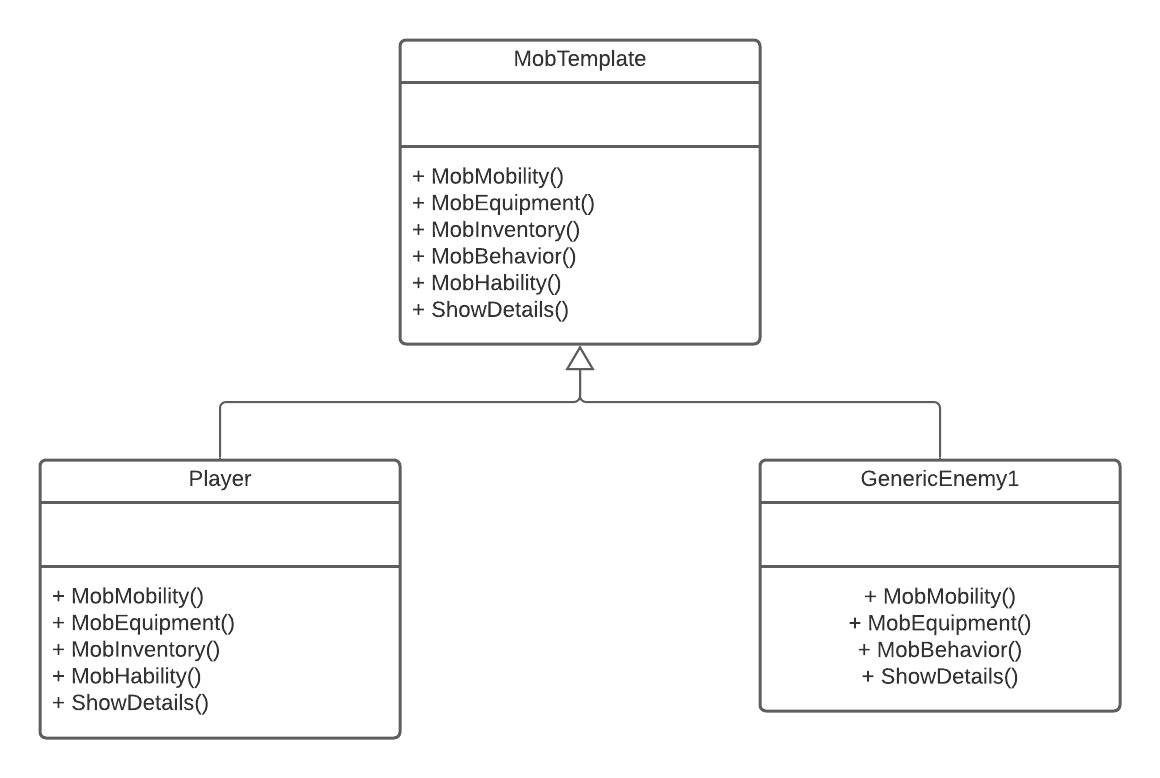 MobTemplate
+ MobMobility()
+ MobEquipment()
+ MobInventory()
+ MobBehavior()
+ MobHability()
+ ShowDetails()
Player
+ MobMobility()
+ MobEquipment()
+ MobInventory()
+ MobHability()
+ ShowDetails()
GenericEnemy1
+ MobMobility()
+ MobEquipment()
+ MobBehavior()
+ ShowDetails()